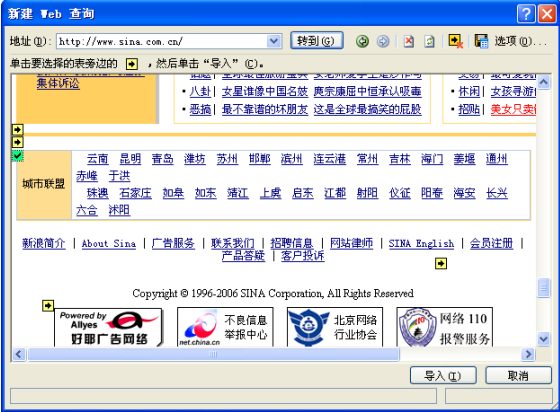 新建 Web 查询
地址(D): http://www.sina.com.cn/ 转到(G) 选项(O)...
单击要选择的表旁边的 ，然后单击“导入”(C)。
集体诉讼
• 八卦| 女星谁像中国名妓 庹宗康居中恒承认吸毒 • 休闲| 女孩寻游
• 恶搞| 最不靠谱的坏朋友 这是全球最搞笑的屁股 • 招贴| 美女只卖
城市联盟
云南 昆明 青岛 潍坊 苏州 邯郸 滨州 连云港 常州 吉林 海门 姜堰 通州
赤峰 于洪
珠澳 石家庄 如皋 如东 靖江 上虞 启东 江都 射阳 仪征 阳春 海安 长兴
六合 沭阳
新浪简介 | About Sina | 广告服务 | 联系我们 | 招聘信息 | 网站律师 | SINA English | 会员注册 |
产品答疑 | 客户投诉
Copyright © 1996-2006 SINA Corporation, All Rights Reserved
Powered by
Allyes
好耶广告网络
net.china.cn
不良信息
举报中心
北京网络
行业协会
网络 110
报警服务
导入(I) 取消